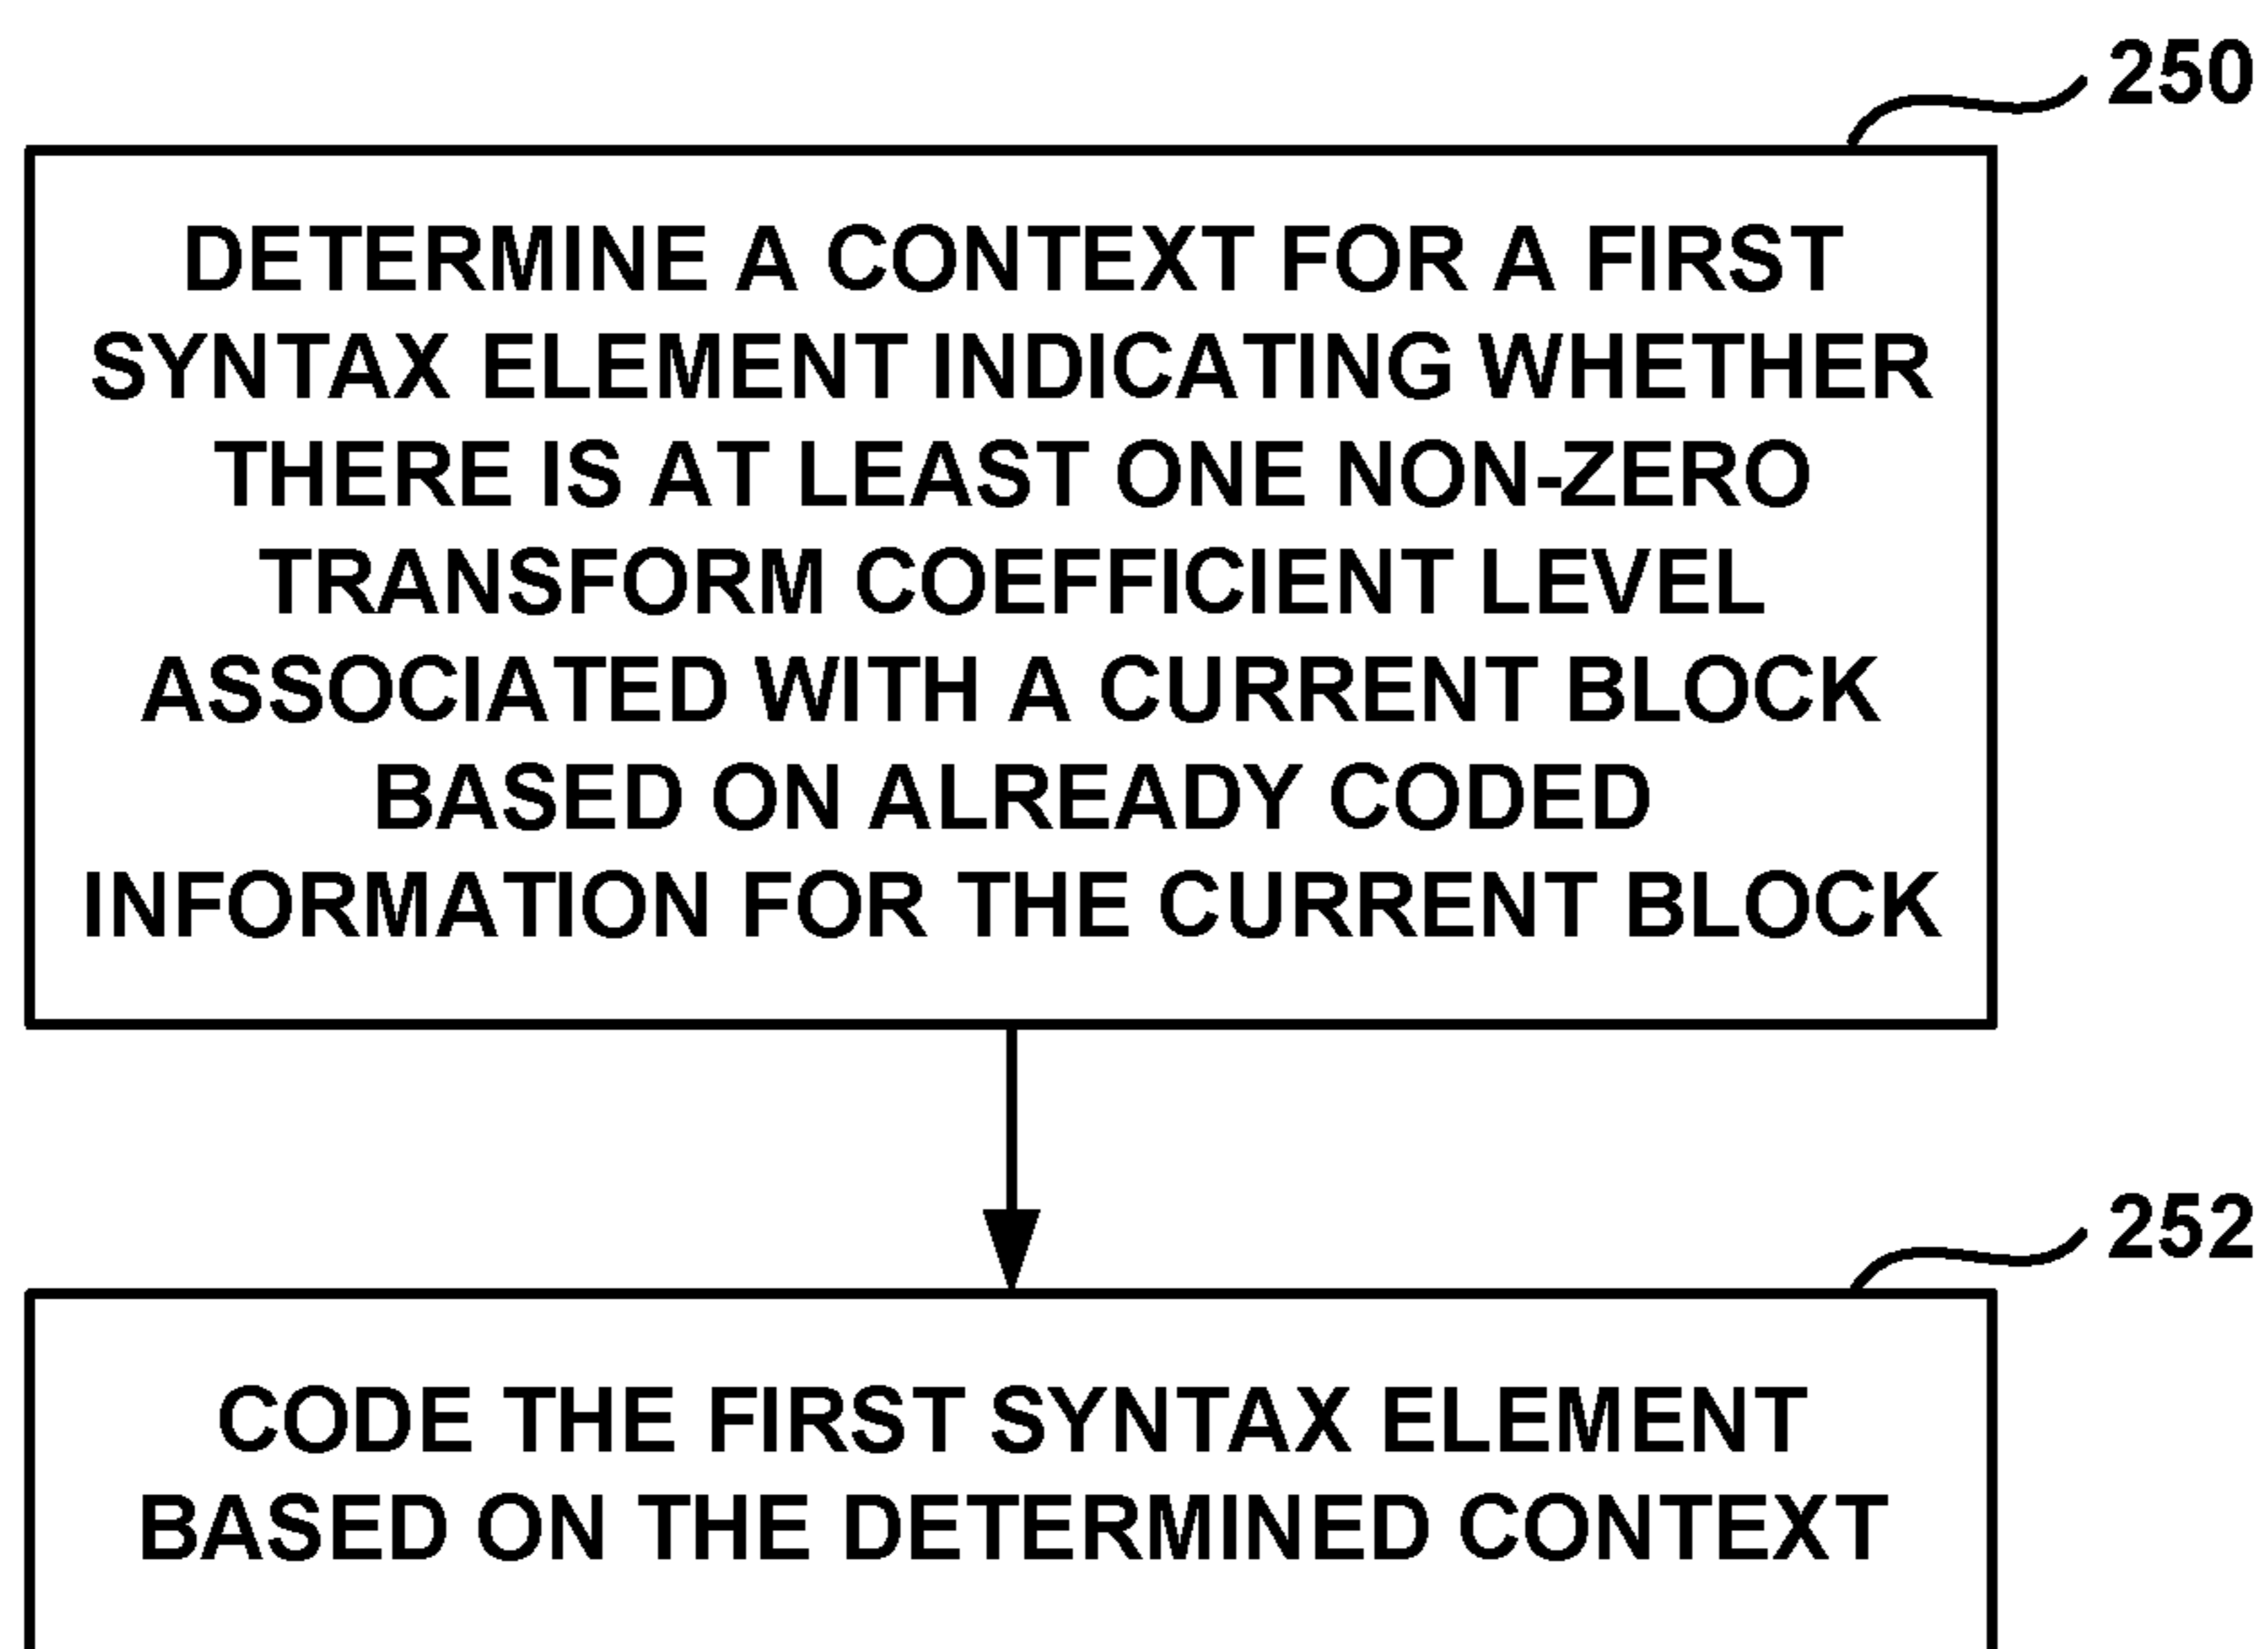 250
DETERMINE A CONTEXT FOR A FIRST
SYNTAX ELEMENT INDICATING WHETHER
THERE IS AT LEAST ONE NON-ZERO
TRANSFORM COEFFICIENT LEVEL
ASSOCIATED WITH A CURRENT BLOCK
BASED ON ALREADY CODED
INFORMATION FOR THE CURRENT BLOCK
252
CODE THE FIRST SYNTAX ELEMENT
BASED ON THE DETERMINED CONTEXT